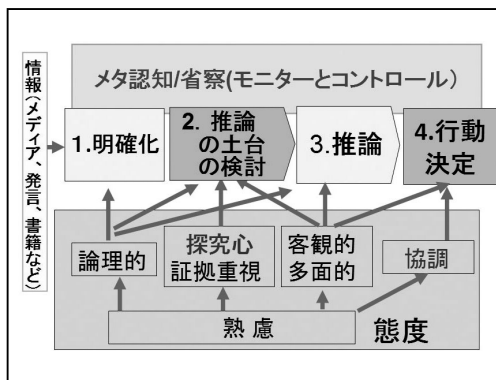 情報（メディア、発言、書籍など）
メタ認知/省察(モニターとコントロール）
1.明確化
2. 推論
の土台
の検討
3.推論
4.行動
決定
論理的
探究心
証拠重視
客観的
多面的
協調
熟慮
態度